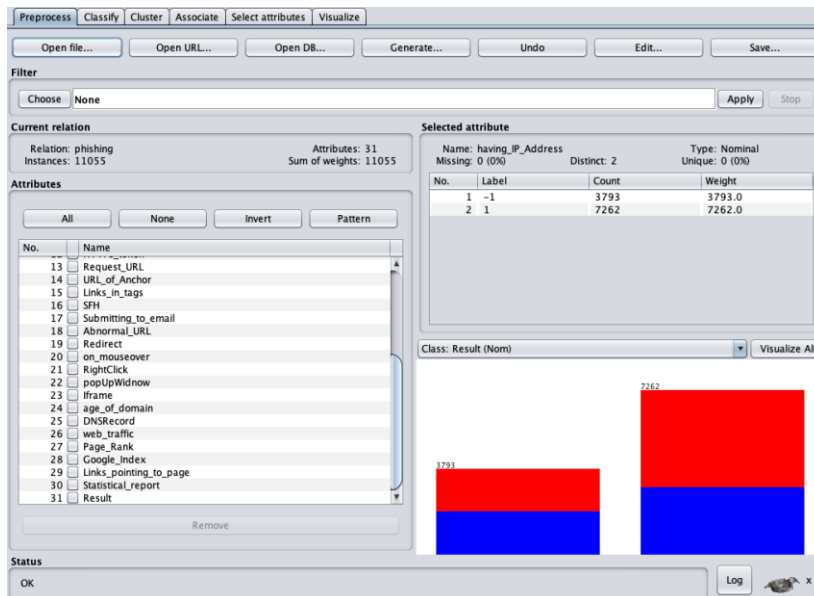 Preprocess Classify Cluster Associate Select attributes Visualize
Open file... Open URL... Open DB... Generate... Undo Edit... Save...
Filter
Choose None Apply Stop
Current relation
Relation: phishing Attributes: 31
Instances: 11055 Sum of weights: 11055
Selected attribute
Name: having_IP_Address Type: Nominal
Missing: 0 (0%) Distinct: 2 Unique: 0 (0%)
No. Label Count Weight
1 -1 3793 3793.0
2 1 7262 7262.0
Attributes
All None Invert Pattern
No. Name
13 Request_URL
14 URL_of_Anchor
15 Links_in_tags
16 SFH
17 Submitting_to_email
18 Abnormal_URL
19 Redirect
20 on_mouseover
21 RightClick
22 popUpWidnow
23 Iframe
24 age_of_domain
25 DNSRecord
26 web_traffic
27 Page_Rank
28 Google_Index
29 Links_pointing_to_page
30 Statistical_report
31 Result
Remove
Class: Result (Nom) Visualize Al
7262
3793
Status
OK
Log x